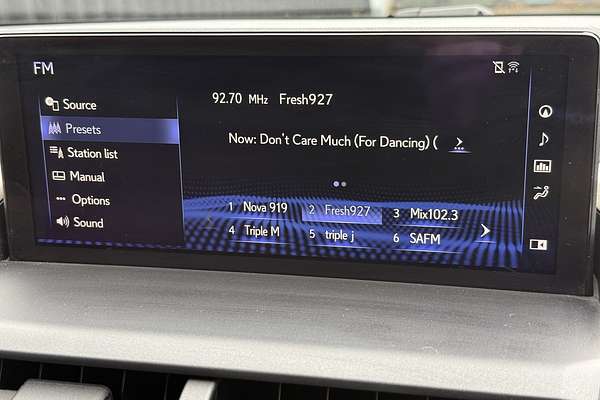 FM
Source
Presets
Station list
Manual
Options
Sound
92.70 MHz Fresh927
Now: Don't Care Much (For Dancing) (
1 Nova 919 2 Fresh927 3 Mix102.3
4 Triple M 5 triple j 6 SAFM